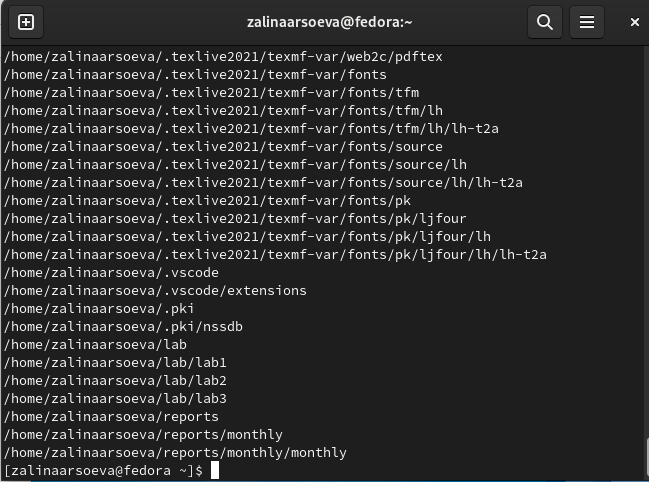 zalinaarsoeva@fedora:~
/home/zalinaarsoeva/.texlive2021/texmf-var/web2c/pdftex
/home/zalinaarsoeva/.texlive2021/texmf-var/fonts
/home/zalinaarsoeva/.texlive2021/texmf-var/fonts/tfm
/home/zalinaarsoeva/.texlive2021/texmf-var/fonts/tfm/lh
/home/zalinaarsoeva/.texlive2021/texmf-var/fonts/tfm/lh/lh-t2a
/home/zalinaarsoeva/.texlive2021/texmf-var/fonts/source
/home/zalinaarsoeva/.texlive2021/texmf-var/fonts/source/lh
/home/zalinaarsoeva/.texlive2021/texmf-var/fonts/source/lh/lh-t2a
/home/zalinaarsoeva/.texlive2021/texmf-var/fonts/pk
/home/zalinaarsoeva/.texlive2021/texmf-var/fonts/pk/ljfour
/home/zalinaarsoeva/.texlive2021/texmf-var/fonts/pk/ljfour/lh
/home/zalinaarsoeva/.texlive2021/texmf-var/fonts/pk/ljfour/lh/lh-t2a
/home/zalinaarsoeva/.vscode
/home/zalinaarsoeva/.vscode/extensions
/home/zalinaarsoeva/.pki
/home/zalinaarsoeva/.pki/nssdb
/home/zalinaarsoeva/lab
/home/zalinaarsoeva/lab/lab1
/home/zalinaarsoeva/lab/lab2
/home/zalinaarsoeva/lab/lab3
/home/zalinaarsoeva/reports
/home/zalinaarsoeva/reports/monthly
/home/zalinaarsoeva/reports/monthly/monthly
[zalinaarsoeva@fedora ~]$